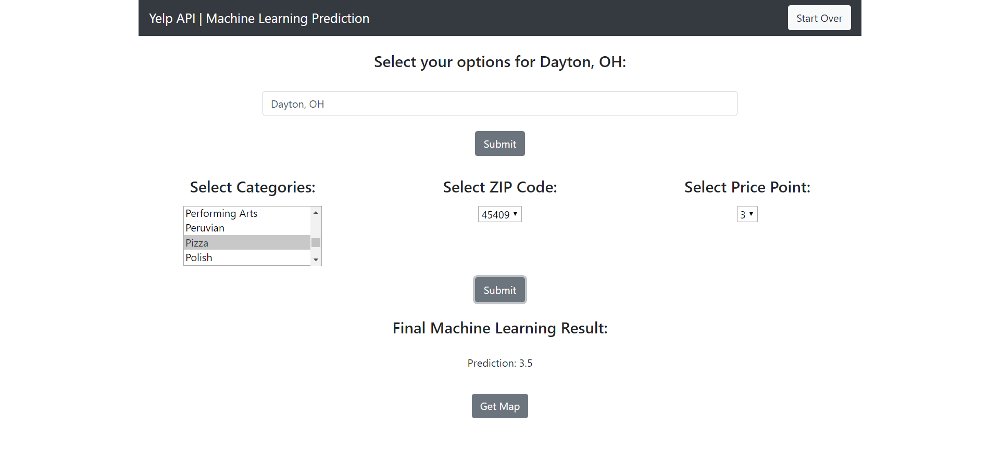 Yelp API | Machine Learning Prediction
Start Over
Select your options for Dayton, OH:
Dayton, OH
Submit
Select Categories:
Performing Arts
Peruvian
Pizza
Polish
Select ZIP Code:
45409
Select Price Point:
3
Submit
Final Machine Learning Result:
Prediction: 3.5
Get Map